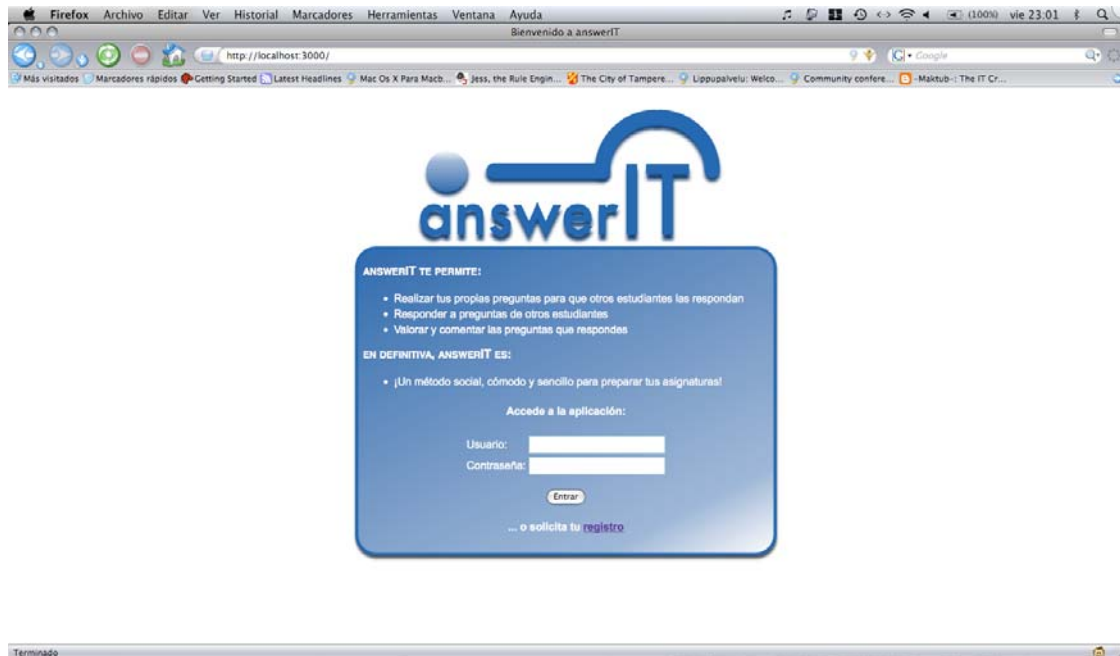 Firefox Archivo Editar Ver Historial Marcadores Herramientas Ventana Ayuda (100%) vie 23:01
Bienvenido a answerIT
http://localhost:3000/ Google
Más visitados Marcadores rápidos Getting Started Latest Headlines Mac Os X Para Macb... Jess, the Rule Engin... The City of Tampere... Lippupalvelu: Welco... Community confere... -Maktub-: The IT Cr...
answerIT
ANSWERIT TE PERMITE:
• Realizar tus propias preguntas para que otros estudiantes las respondan
• Responder a preguntas de otros estudiantes
• Valorar y comentar las preguntas que respondes
EN DEFINITIVA, ANSWERIT ES:
• ¡Un método social, cómodo y sencillo para preparar tus asignaturas!
Accede a la aplicación:
Usuario:
Contraseña:
Entrar
... o solicita tu registro
Terminado